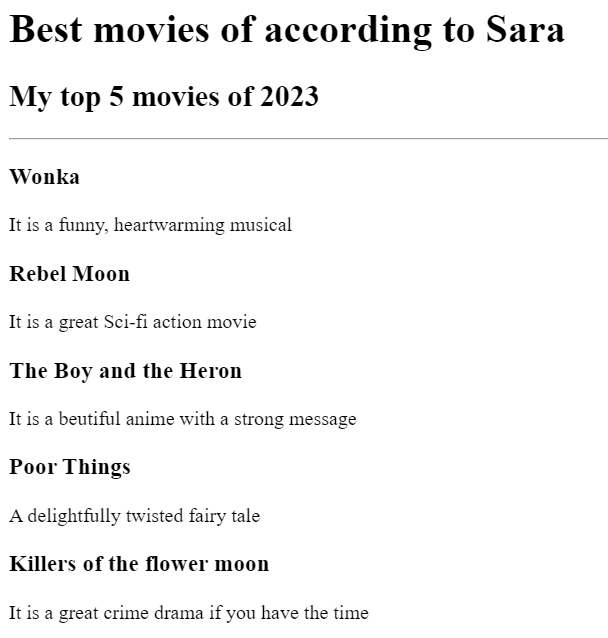 Best movies of according to Sara
My top 5 movies of 2023
Wonka
It is a funny, heartwarming musical
Rebel Moon
It is a great Sci-fi action movie
The Boy and the Heron
It is a beutiful anime with a strong message
Poor Things
A delightfully twisted fairy tale
Killers of the flower moon
It is a great crime drama if you have the time